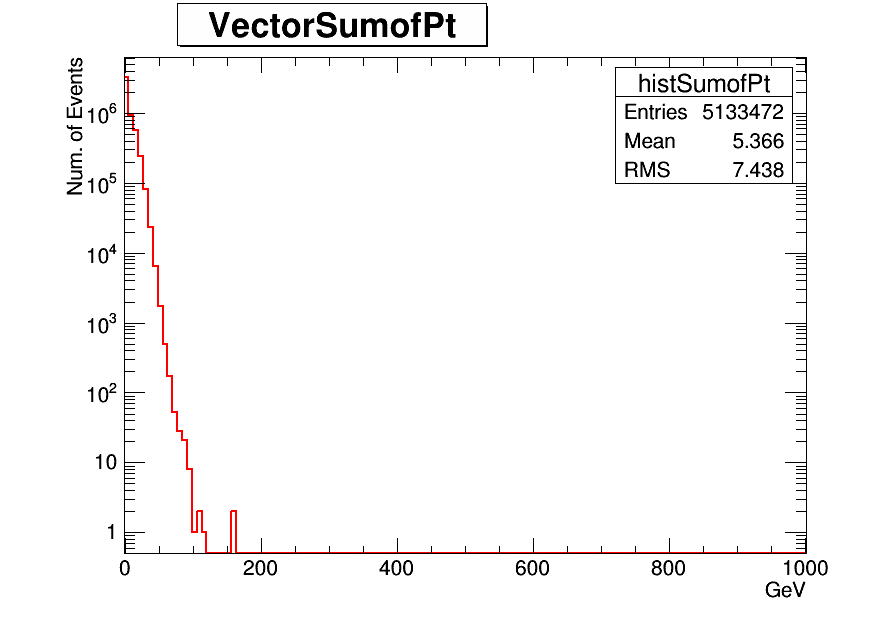 VectorSumofPt
Num. of Events
histSumofPt
Entries 5133472
Mean 5.366
RMS 7.438
10^6
10^5
10^4
10^3
10^2
10
1
0 200 400 600 800 1000
GeV